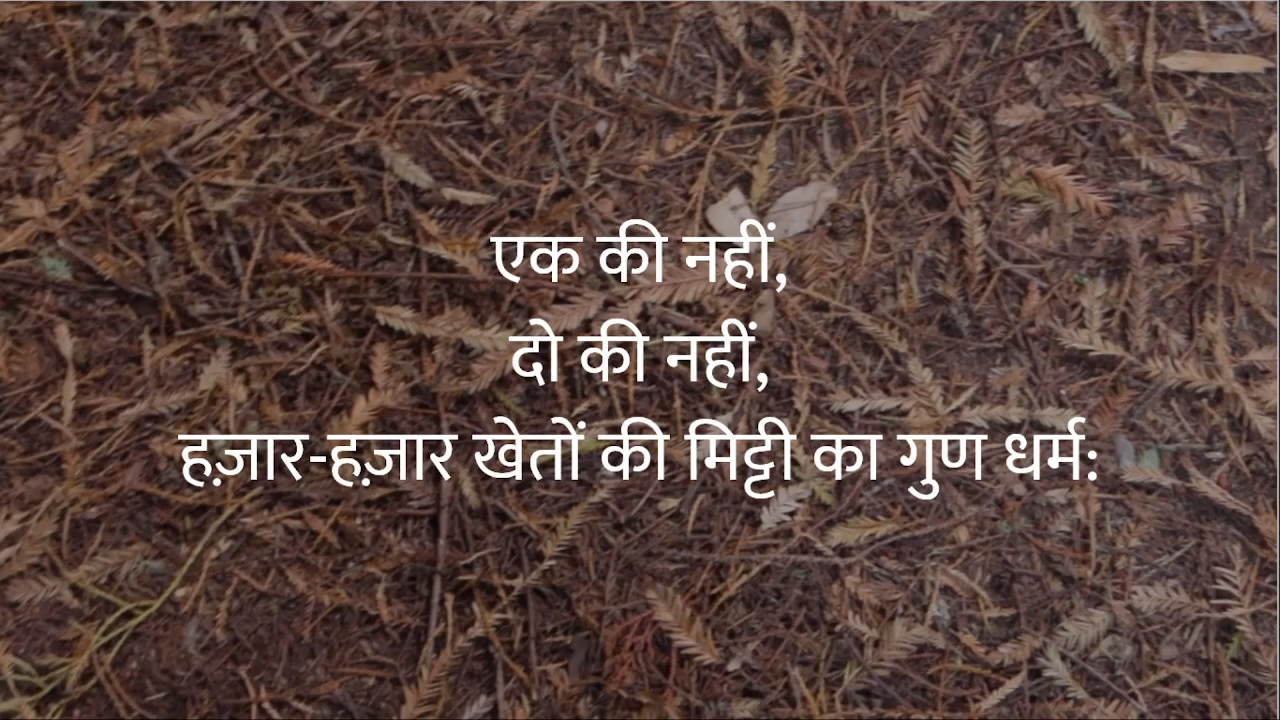 एक की नहीं,
दो की नहीं,
हज़ार-हज़ार खेतों की मिट्टी का गुण धर्म: